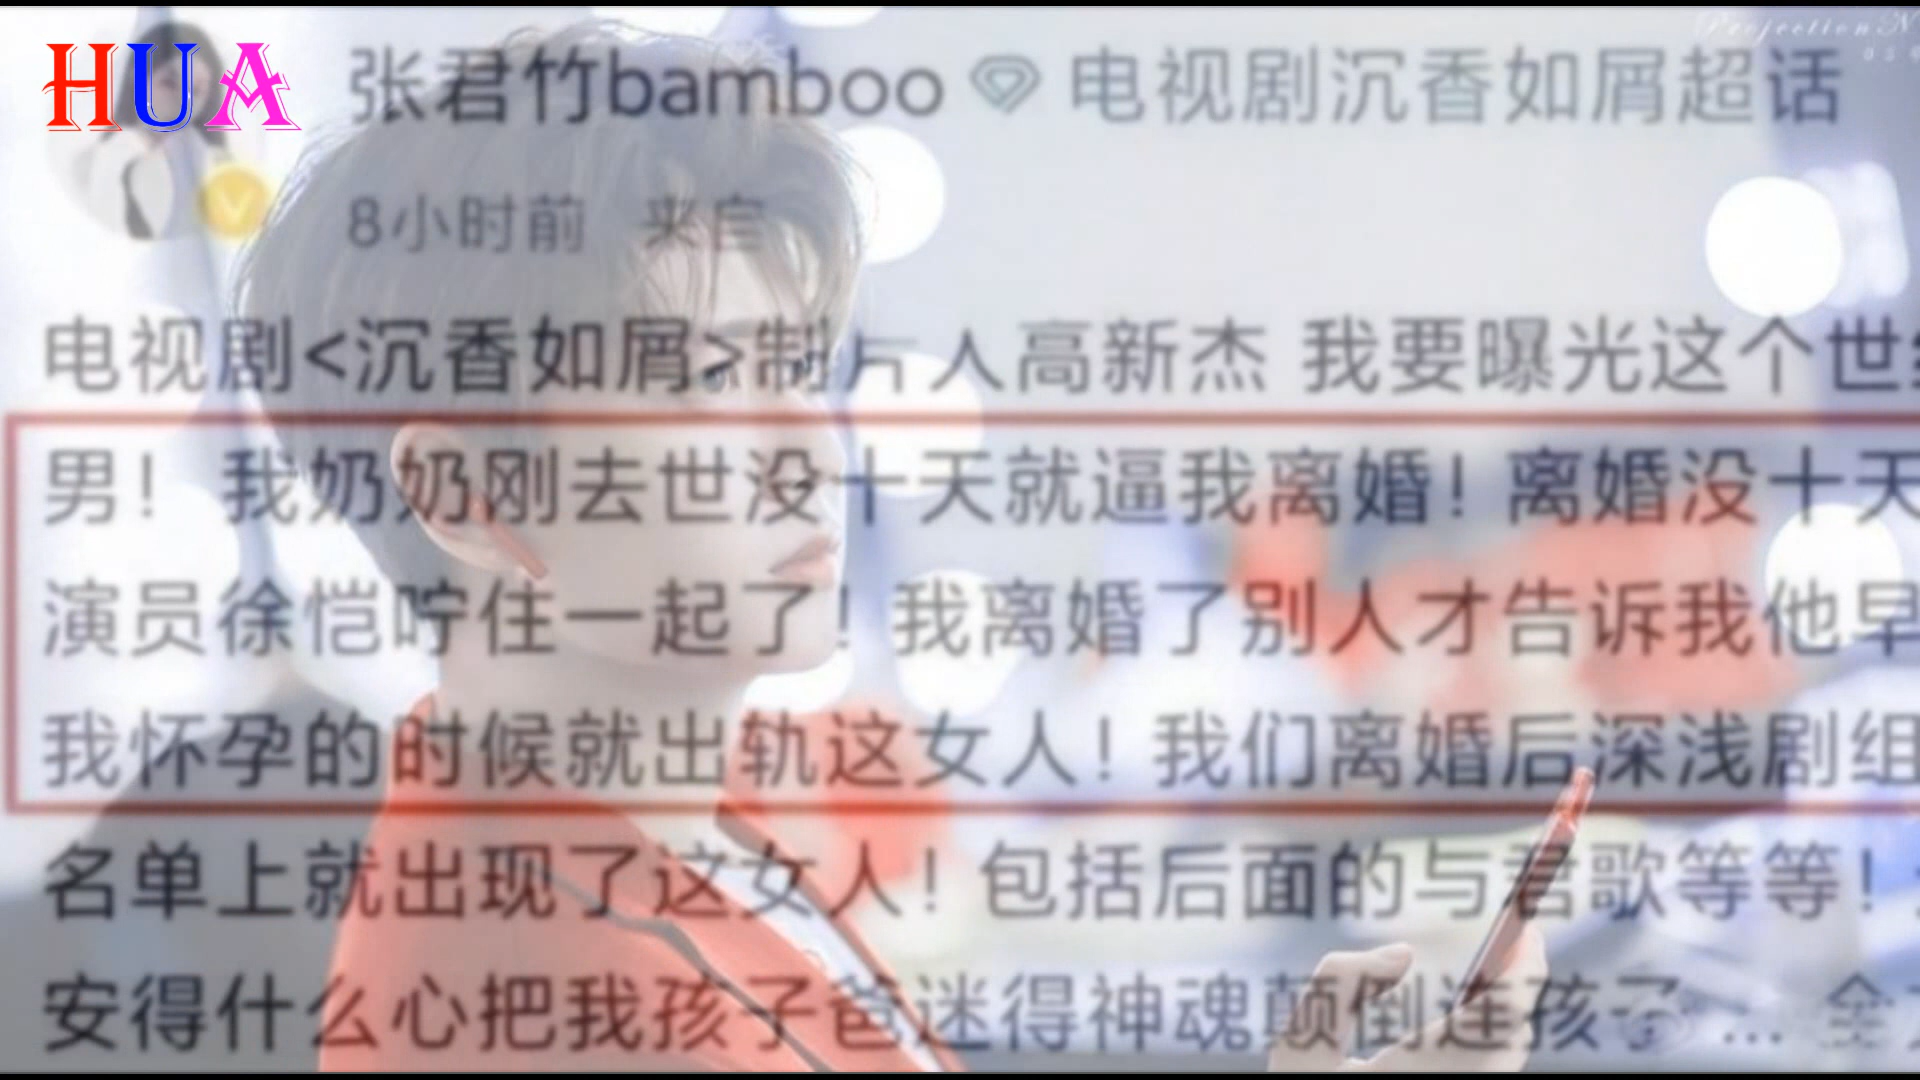 HUA
Projection N
张君竹bamboo 电视剧沉香如屑超话
8小时前 来自
电视剧<沉香如屑>制片人高新杰 我要曝光这个世
男！我奶奶刚去世没十天就逼我离婚！离婚没十天
演员徐恺咛住一起了！我离婚了别人才告诉我他早
我怀孕的时候就出轨这女人！我们离婚后深浅剧组
名单上就出现了这女人！包括后面的与君歌等等！
安得什么心把我孩子爸迷得神魂颠倒连孩子 ... 全